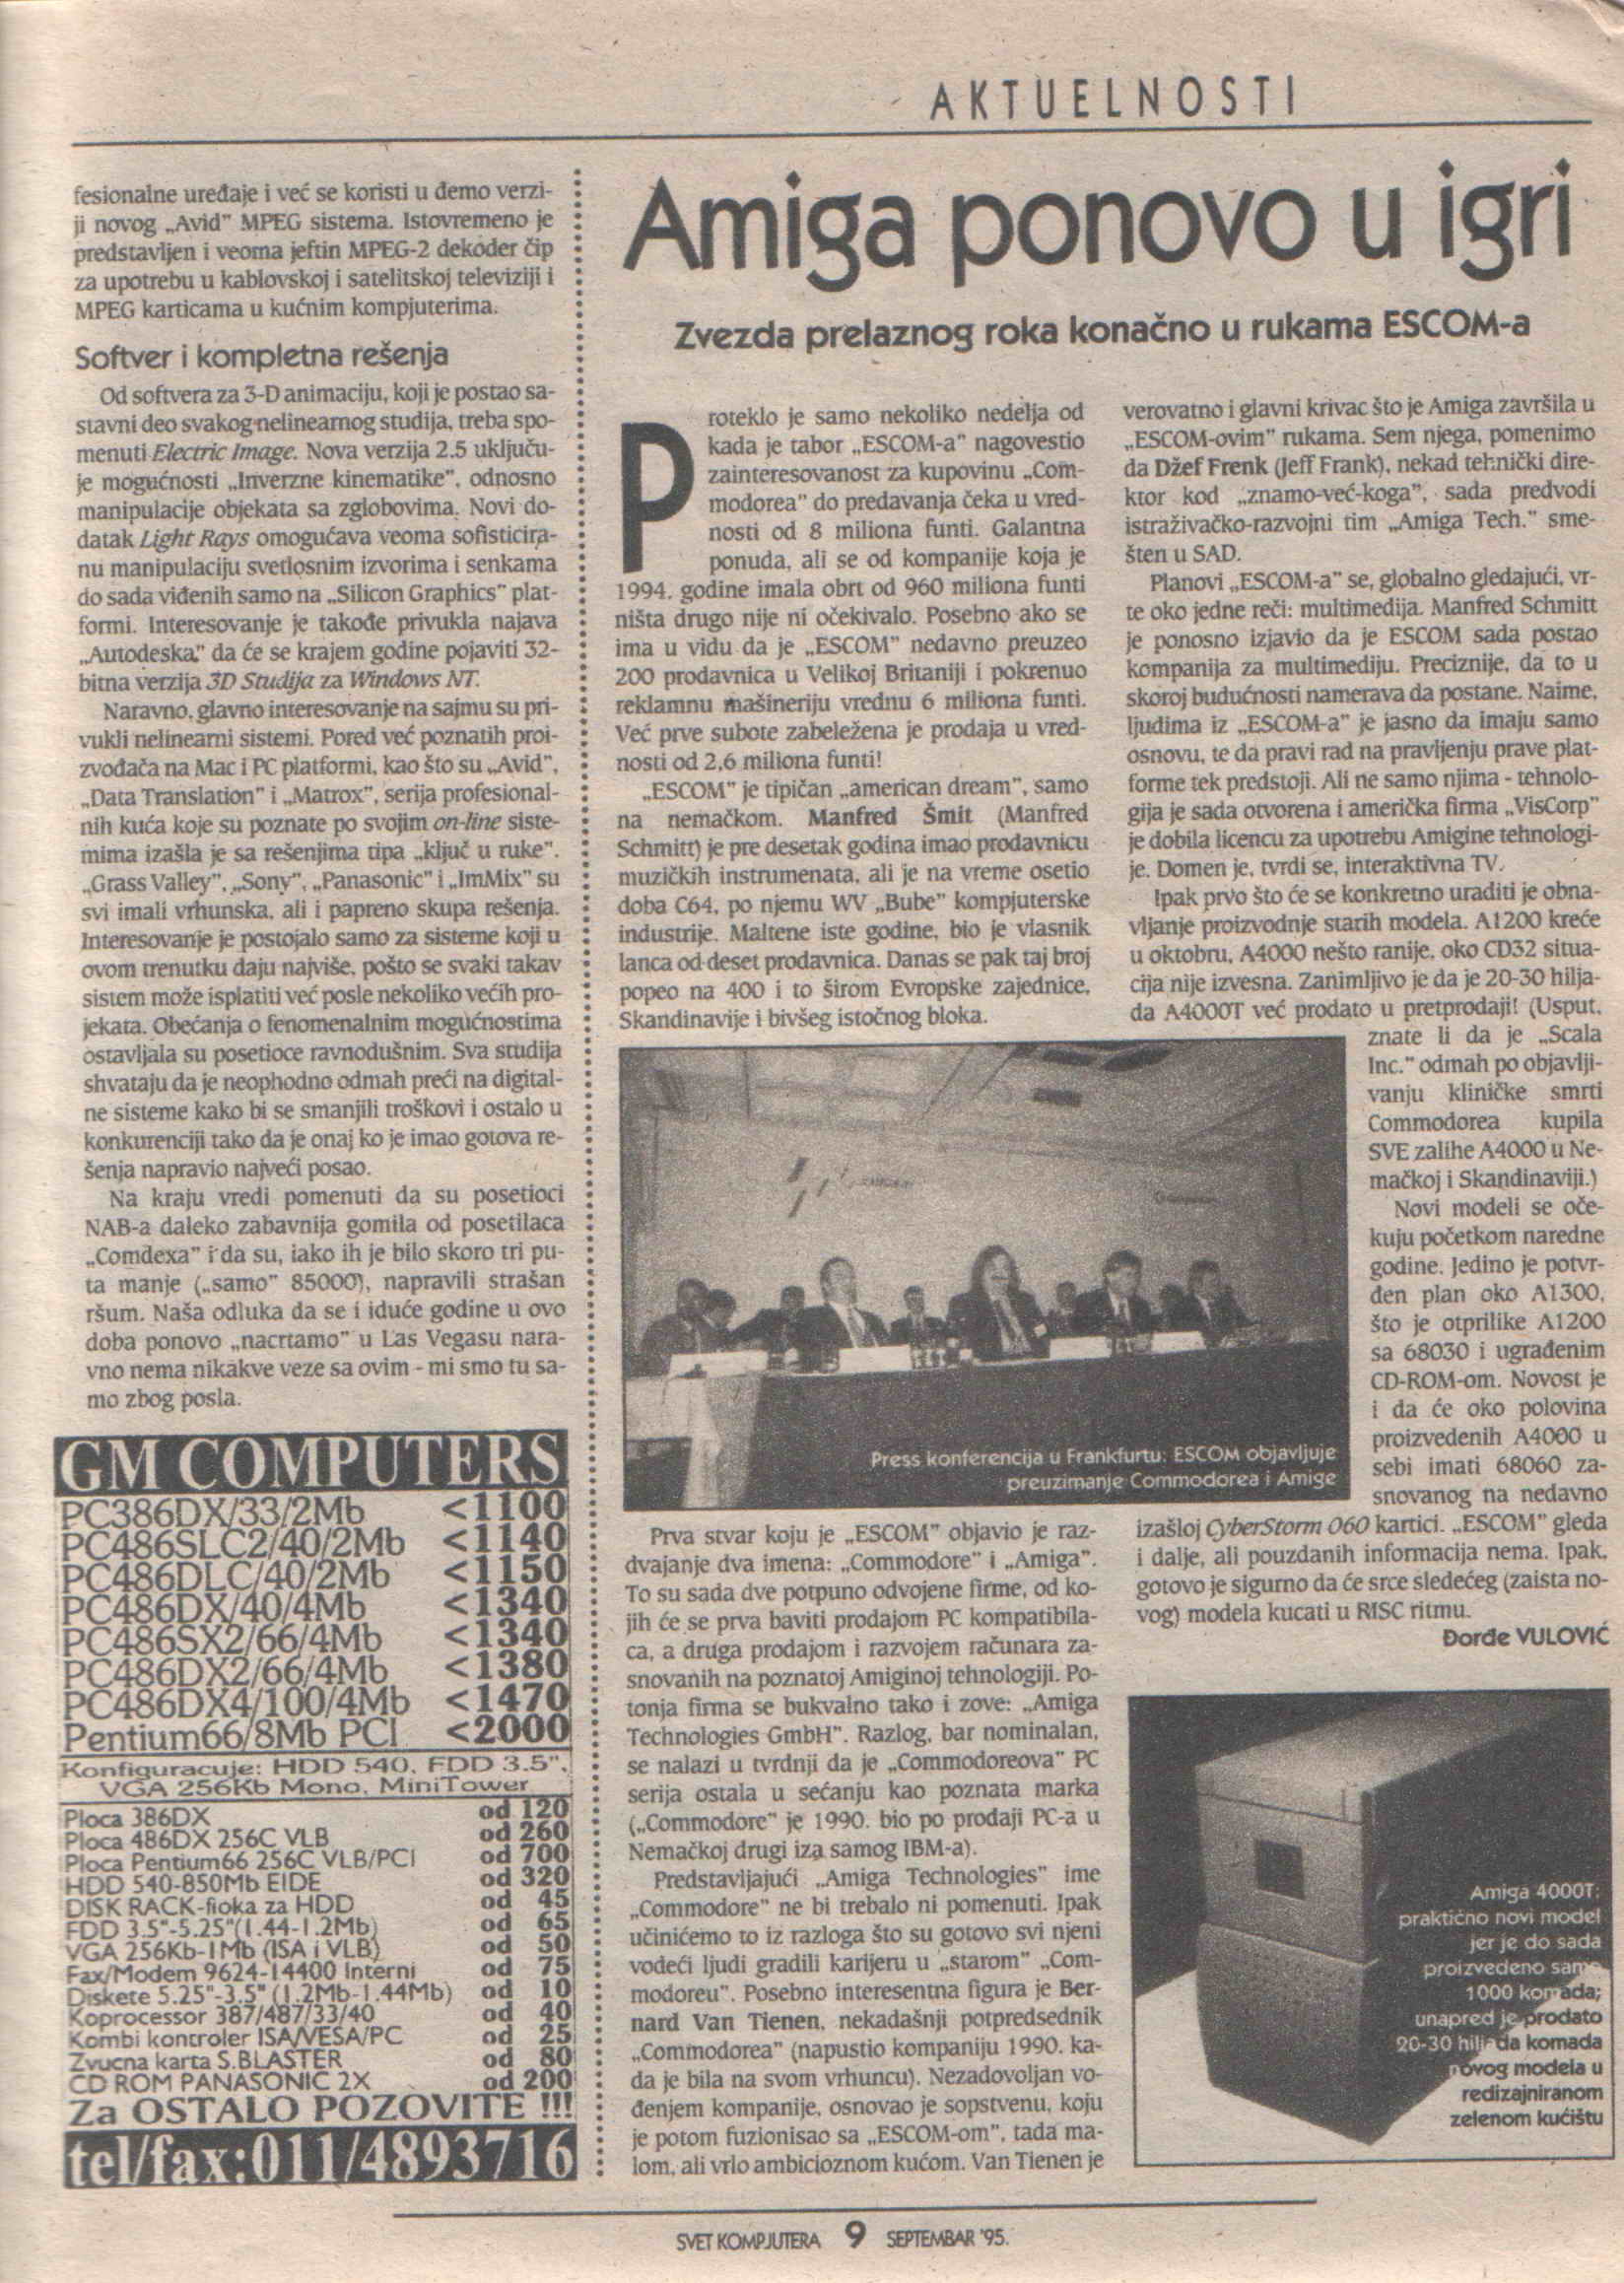 AKTUELNOSTI
fesionalne uređaje i već se koristi u demo verzi-
ji novog „Avid" MPEG sistema. Istovremeno je
predstavljen i veoma jeftin MPEG-2 dekoder čip
za upotrebu u kablovskoj i satelitskoj televiziji i
MPEG karticama u kućnim kompjuterima.
Softver i kompletna rešenja
Od softvera za 3-D animaciju, koji je postao sa-
stavni deo svakog nelinearnog studija, treba spo-
menuti Electric Image. Nova verzija 2.5 uključu-
je mogućnosti „Inverzne kinematike", odnosno
manipulacije objekata sa zglobovima. Novi do-
datak Light Rays omogućava veoma sofisticira-
nu manipulaciju svetlosnim izvorima i senkama
do sada viđenih samo na „Silicon Graphics" plat-
formi. Interesovanje je takođe privukla najava
„Autodeska" da će se krajem godine pojaviti 32-
bitna verzija 3D Studija za Windows NT.
Naravno, glavno interesovanje na sajmu su pri-
vukli nelinearni sistemi. Pored već poznatih proi-
zvođača na Mac i PC platformi, kao što su „Avid",
„Data Translation" i „Matrox", serija profesional-
nih kuća koje su poznate po svojim on-line siste-
mima izašla je sa rešenjima tipa „ključ u ruke".
„Grass Valley", „Sony", „Panasonic" i „ImMix" su
svi imali vrhunska, ali i papreno skupa rešenja.
Interesovanje je postojalo samo za sisteme koji u
ovom trenutku daju najviše, pošto se svaki takav
sistem može isplatiti već posle nekoliko većih pro-
jekata. Obećanja o fenomenalnim mogućnostima
ostavljala su posetioce ravnodušnim. Sva studija
shvataju da je neophodno odmah preći na digital-
ne sisteme kako bi se smanjili troškovi i ostalo u
konkurenciji tako da je onaj ko je imao gotova re-
šenja napravio najveći posao.
Na kraju vredi pomenuti da su posetioci
NAB-a daleko zabavnija gomila od posetilaca
„Comdexa" i da su, iako ih je bilo skoro tri pu-
ta manje („samo" 85000), napravili strašan
ršum. Naša odluka da se i iduće godine u ovo
doba ponovo „nacrtamo" u Las Vegasu nara-
vno nema nikakve veze sa ovim - mi smo tu sa-
mo zbog posla.
GM COMPUTERS
PC386DX/33/2Mb <1100
PC486SLC2/40/2Mb <1140
PC486DLC/40/2Mb <1150
PC486DX/40/4Mb <1340
PC486SX2/66/4Mb <1340
PC486DX2/66/4Mb <1380
PC486DX4/100/4Mb <1470
Pentium66/8Mb PCI <2000
Konfiguracuje: HDD 540, FDD 3.5",
VGA 256Kb Mono, MiniTower
Ploca 386DX od 120
Ploca 486DX 256C VLB od 260
Ploca Pentium66 256C VLB/PCI od 700
HDD 540-850Mb EIDE od 320
DISK RACK-fioka za HDD od 45
FDD 3.5"-5.25"(1.44-1.2Mb) od 65
VGA 256Kb-1Mb (ISA i VLB) od 50
Fax/Modem 9624-14400 Interni od 75
Diskete 5.25"-3.5" (1.2Mb-1.44Mb) od 10
Koprocessor 387/487/33/40 od 40
Kombi kontroler ISA/VESA/PC od 25
Zvucna karta S.BLASTER od 80
CD ROM PANASONIC 2X od 200
Za OSTALO POZOVITE !!!
tel/fax:011/4893716
Amiga ponovo u igri
Zvezda prelaznog roka konačno u rukama ESCOM-a
Proteklo je samo nekoliko nedelja od
kada je tabor „ESCOM-a" nagovestio
zainteresovanost za kupovinu „Com-
modorea" do predavanja čeka u vred-
nosti od 8 miliona funti. Galantna
ponuda, ali se od kompanije koja je
1994. godine imala obrt od 960 miliona funti
ništa drugo nije ni očekivalo. Posebno ako se
ima u vidu da je „ESCOM" nedavno preuzeo
200 prodavnica u Velikoj Britaniji i pokrenuo
reklamnu mašineriju vrednu 6 miliona funti.
Već prve subote zabeležena je prodaja u vred-
nosti od 2,6 miliona funti!
„ESCOM" je tipičan „american dream", samo
na nemačkom. Manfred Šmit (Manfred
Schmitt) je pre desetak godina imao prodavnicu
muzičkih instrumenata, ali je na vreme osetio
doba C64, po njemu WV „Bube" kompjuterske
industrije. Maltene iste godine, bio je vlasnik
lanca od deset prodavnica. Danas se pak taj broj
popeo na 400 i to širom Evropske zajednice,
Skandinavije i bivšeg istočnog bloka.
Press konferencija u Frankfurtu: ESCOM objavljuje
preuzimanje Commodorea i Amige
Prva stvar koju je „ESCOM" objavio je raz-
dvajanje dva imena: „Commodore" i „Amiga".
To su sada dve potpuno odvojene firme, od ko-
jih će se prva baviti prodajom PC kompatibila-
ca, a druga prodajom i razvojem računara za-
snovanih na poznatoj Amiginoj tehnologiji. Po-
tonja firma se bukvalno tako i zove: „Amiga
Technologies GmbH". Razlog, bar nominalan,
se nalazi u tvrdnji da je „Commodoreova" PC
serija ostala u sećanju kao poznata marka
(„Commodore" je 1990. bio po prodaji PC-a u
Nemačkoj drugi iza samog IBM-a).
Predstavljajući „Amiga Technologies" ime
„Commodore" ne bi trebalo ni pomenuti. Ipak
učinićemo to iz razloga što su gotovo svi njeni
vodeći ljudi gradili karijeru u „starom" „Com-
modoreu". Posebno interesentna figura je Ber-
nard Van Tienen, nekadašnji potpredsednik
„Commodorea" (napustio kompaniju 1990. ka-
da je bila na svom vrhuncu). Nezadovoljan vo-
đenjem kompanije, osnovao je sopstvenu, koju
je potom fuzionisao sa „ESCOM-om", tada ma-
lom, ali vrlo ambicioznom kućom. Van Tienen je
verovatno i glavni krivac što je Amiga završila u
„ESCOM-ovim" rukama. Sem njega, pomenimo
da Džef Frenk (Jeff Frank), nekad tehnički dire-
ktor kod „znamo-već-koga", sada predvodi
istraživačko-razvojni tim „Amiga Tech." sme-
šten u SAD.
Planovi „ESCOM-a" se, globalno gledajući, vr-
te oko jedne reči: multimedija. Manfred Schmitt
je ponosno izjavio da je ESCOM sada postao
kompanija za multimediju. Preciznije, da to u
skoroj budućnosti namerava da postane. Naime,
ljudima iz „ESCOM-a" je jasno da imaju samo
osnovu, te da pravi rad na pravljenju prave plat-
forme tek predstoji. Ali ne samo njima - tehnolo-
gija je sada otvorena i američka firma „VisCorp"
je dobila licencu za upotrebu Amigine tehnologi-
je. Domen je, tvrdi se, interaktivna TV.
Ipak prvo što će se konkretno uraditi je obna-
vljanje proizvodnje starih modela. A1200 kreće
u oktobru, A4000 nešto ranije, oko CD32 situa-
cija nije izvesna. Zanimljivo je da je 20-30 hilja-
da A4000T već prodato u pretprodaji! (Usput,
znate li da je „Scala
Inc." odmah po objavlji-
vanju kliničke smrti
Commodorea kupila
SVE zalihe A4000 u Ne-
mačkoj i Skandinaviji.)
Novi modeli se oče-
kuju početkom naredne
godine. Jedino je potvr-
đen plan oko A1300,
što je otprilike A1200
sa 68030 i ugrađenim
CD-ROM-om. Novost je
i da će oko polovina
proizvedenih A4000 u
sebi imati 68060 za-
snovanog na nedavno
izašloj CyberStorm 060 kartici. „ESCOM" gleda
i dalje, ali pouzdanih informacija nema. Ipak,
gotovo je sigurno da će srce sledećeg (zaista no-
vog) modela kucati u RISC ritmu.
Đorđe VULOVIĆ
Amiga 4000T:
praktično novi model
jer je do sada
proizvedeno samo
1000 komada;
unapred je prodato
20-30 hiljada komada
novog modela u
redizajniranom
zelenom kućištu
SVET KOMPJUTERA 9 SEPTEMBAR '95.